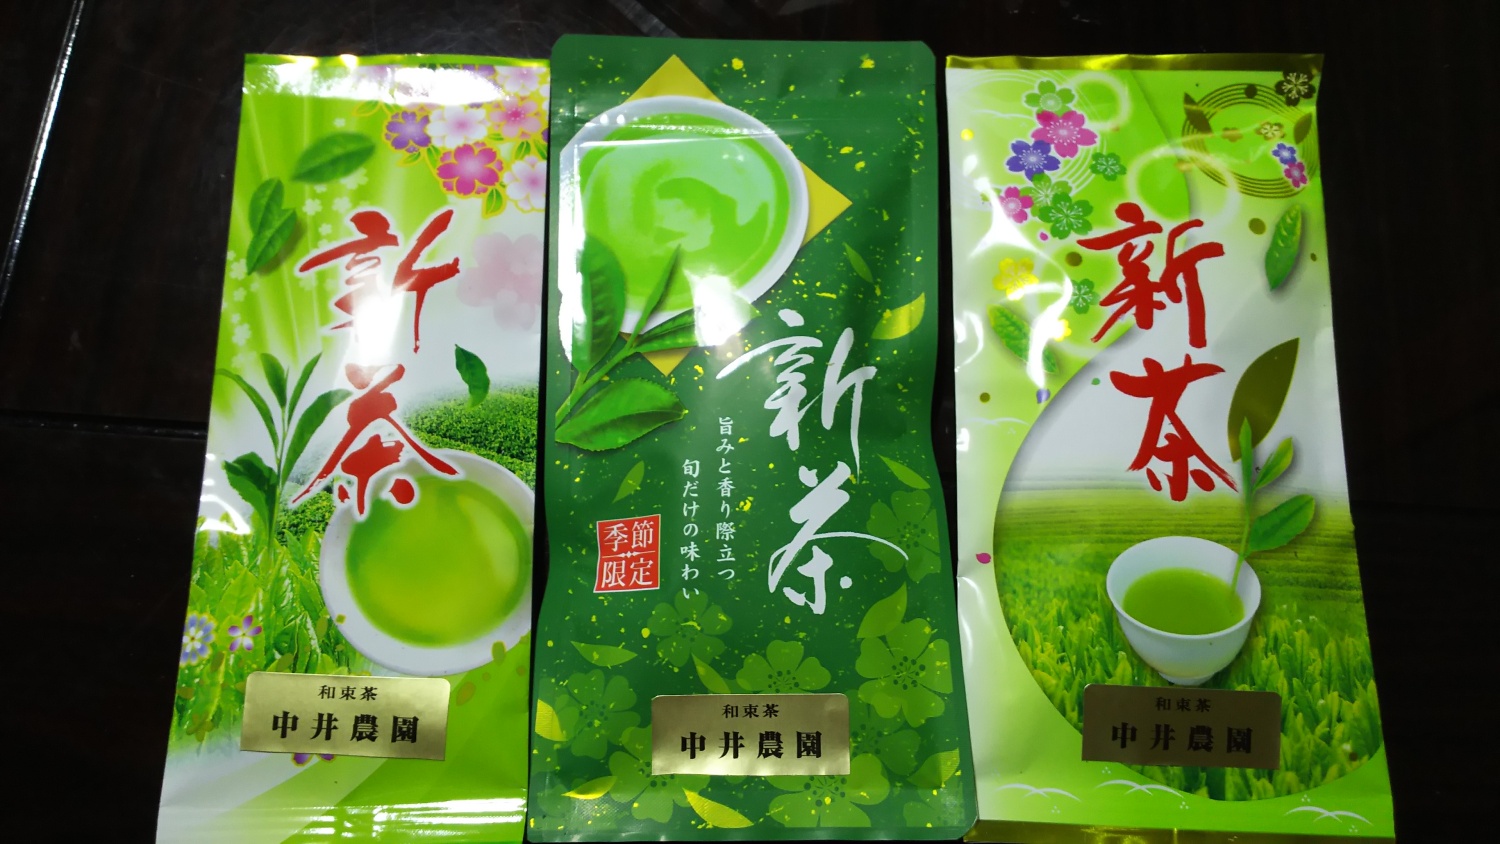 新茶
和束茶
中井農園
新茶
旨みと香り際立つ
旬だけの味わい
季節
限定
和束茶
中井農園
新茶
和束茶
中井農園